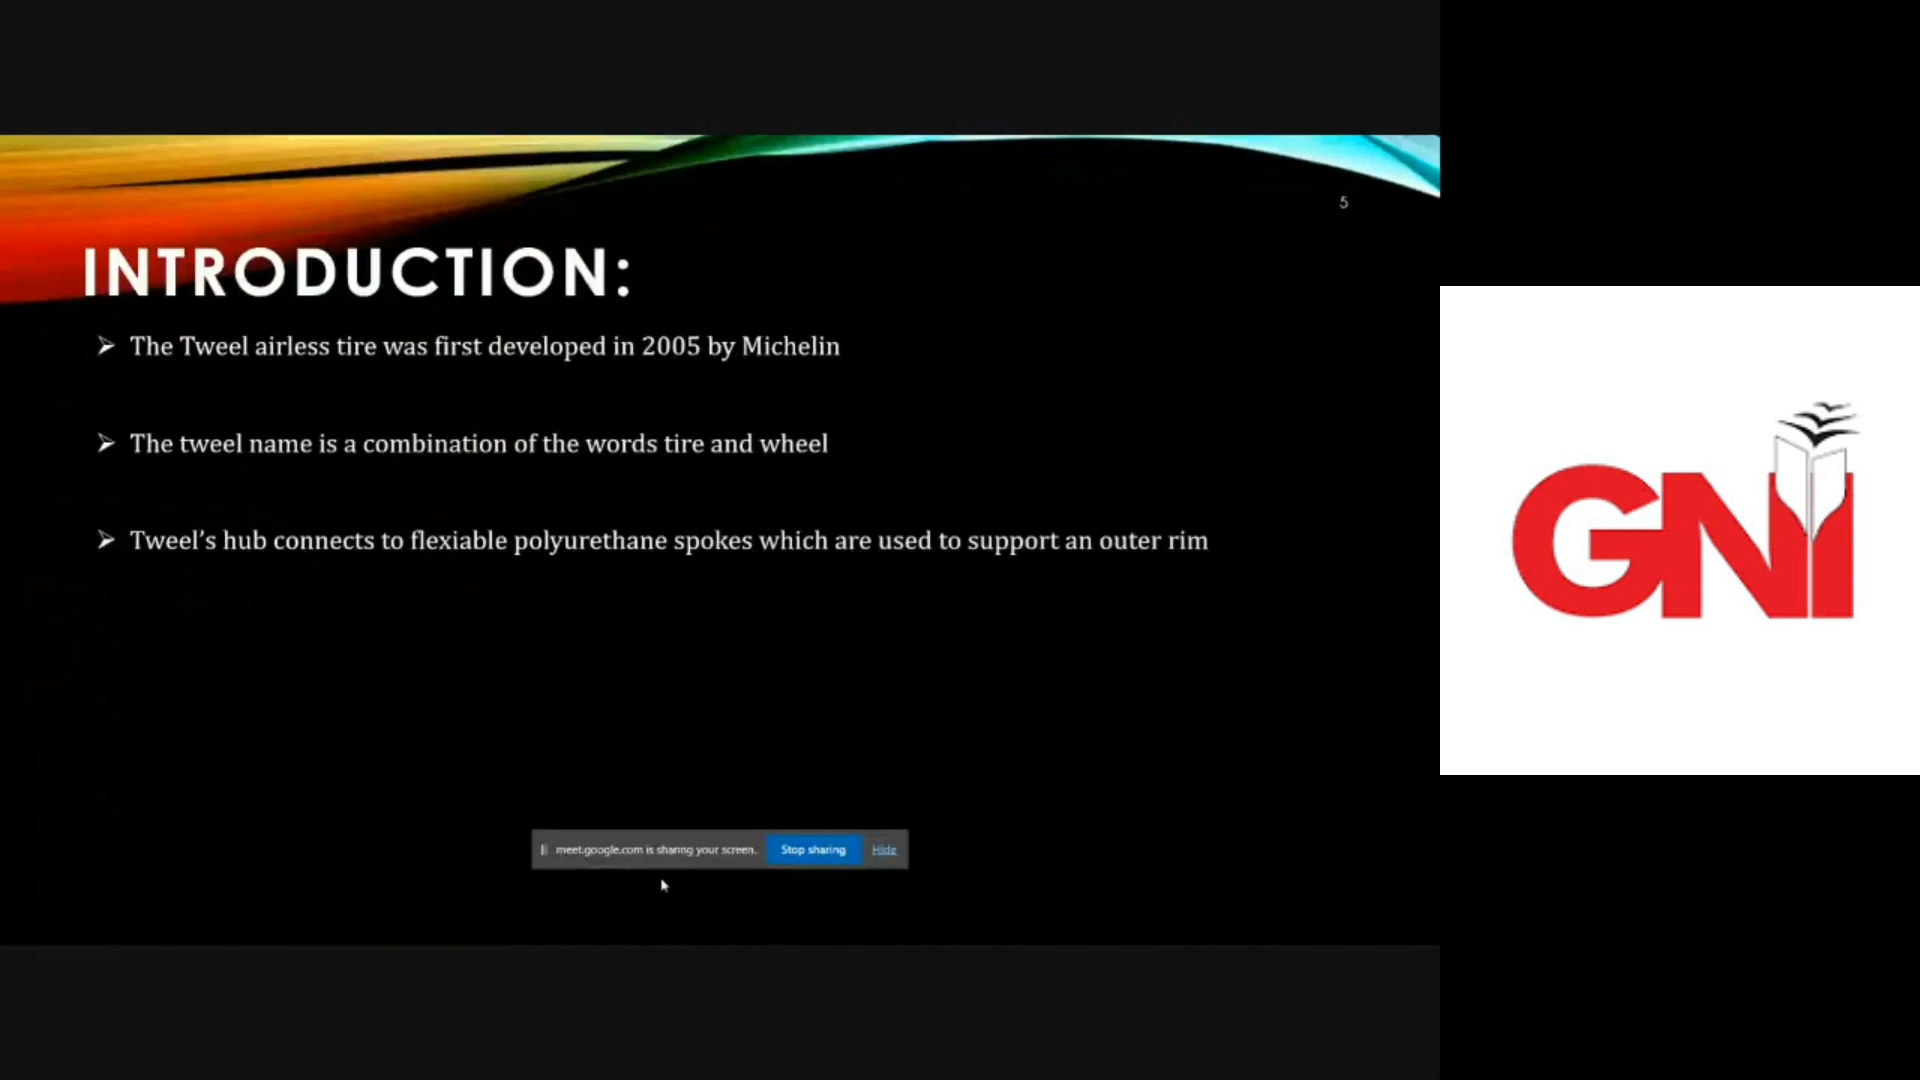 5
INTRODUCTION:
➢ The Tweel airless tire was first developed in 2005 by Michelin
➢ The tweel name is a combination of the words tire and wheel
➢ Tweel’s hub connects to flexiable polyurethane spokes which are used to support an outer rim
GNI
meet.google.com is sharing your screen. Stop sharing Hide